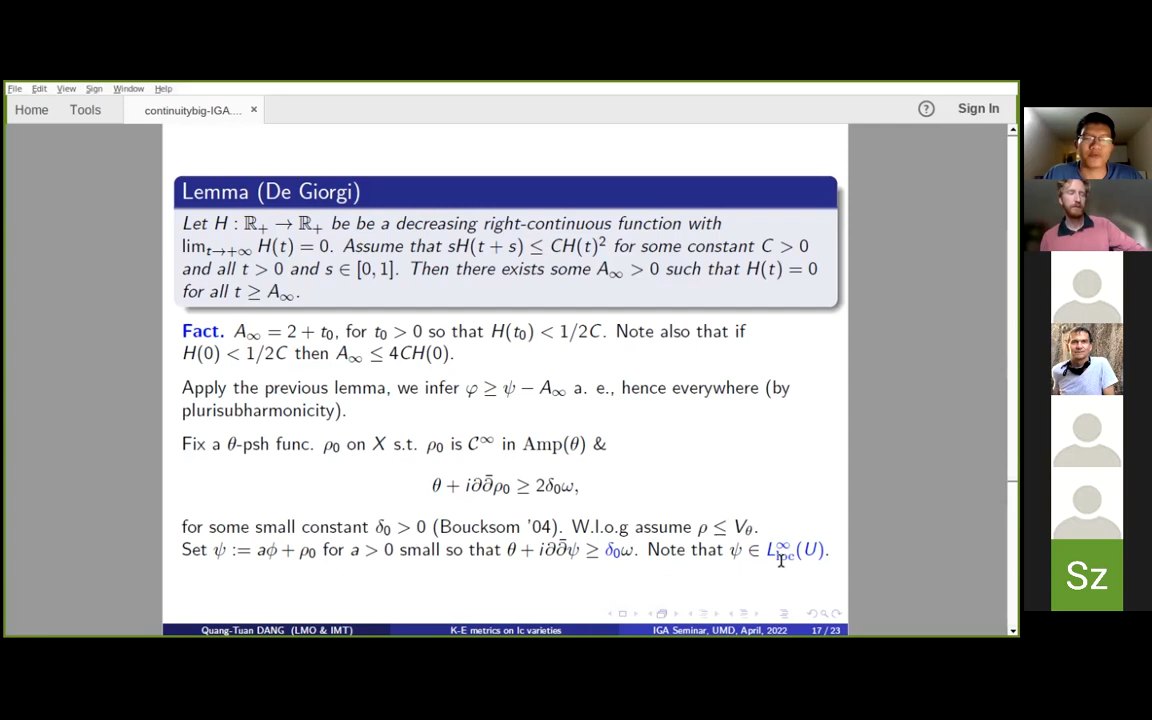 File Edit View Sign Window Help
Home Tools continuitybig-IGA.... × ? Sign In
Lemma (De Giorgi)
Let H : ℝ₊ → ℝ₊ be be a decreasing right-continuous function with
lim_{t→+∞} H(t) = 0. Assume that sH(t + s) ≤ CH(t)² for some constant C > 0
and all t > 0 and s ∈ [0, 1]. Then there exists some A_∞ > 0 such that H(t) = 0
for all t ≥ A_∞.
Fact. A_∞ = 2 + t₀, for t₀ > 0 so that H(t₀) < 1/2C. Note also that if
H(0) < 1/2C then A_∞ ≤ 4CH(0).
Apply the previous lemma, we infer φ ≥ ψ − A_∞ a. e., hence everywhere (by
plurisubharmonicity).
Fix a θ-psh func. ρ₀ on X s.t. ρ₀ is 𝒞^∞ in Amp(θ) &
θ + i∂∂̄ρ₀ ≥ 2δ₀ω,
for some small constant δ₀ > 0 (Boucksom '04). W.l.o.g assume ρ ≤ V_θ.
Set ψ := aϕ + ρ₀ for a > 0 small so that θ + i∂∂̄ψ ≥ δ₀ω. Note that ψ ∈ L^∞_{loc}(U).
Quang-Tuan DANG (LMO & IMT) K-E metrics on lc varieties IGA Seminar, UMD, April, 2022 17 / 23
Sz